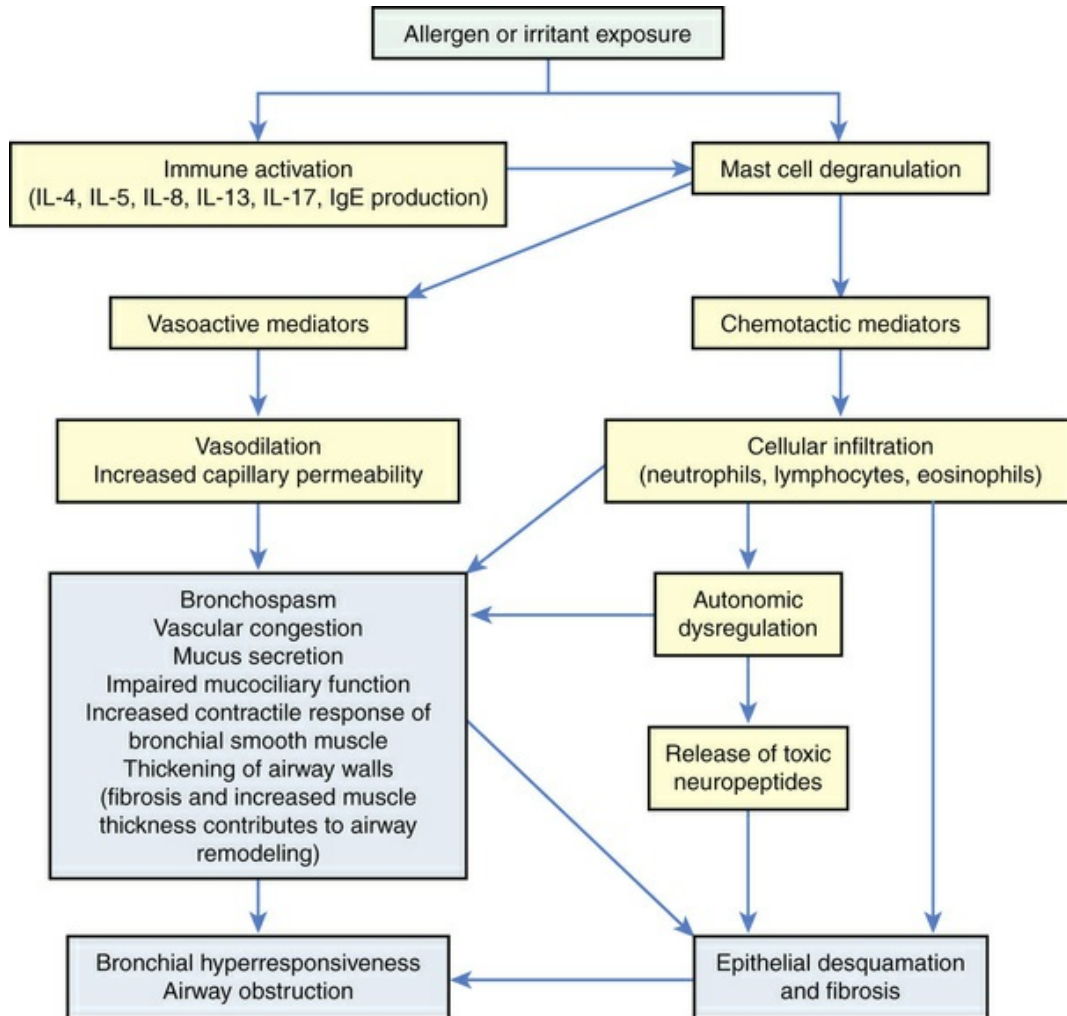 Allergen or irritant exposure
Immune activation
(IL-4, IL-5, IL-8, IL-13, IL-17, IgE production)
Mast cell degranulation
Vasoactive mediators
Chemotactic mediators
Vasodilation
Increased capillary permeability
Cellular infiltration
(neutrophils, lymphocytes, eosinophils)
Bronchospasm
Vascular congestion
Mucus secretion
Impaired mucociliary function
Increased contractile response of
bronchial smooth muscle
Thickening of airway walls
(fibrosis and increased muscle
thickness contributes to airway
remodeling)
Autonomic
dysregulation
Release of toxic
neuropeptides
Bronchial hyperresponsiveness
Airway obstruction
Epithelial desquamation
and fibrosis